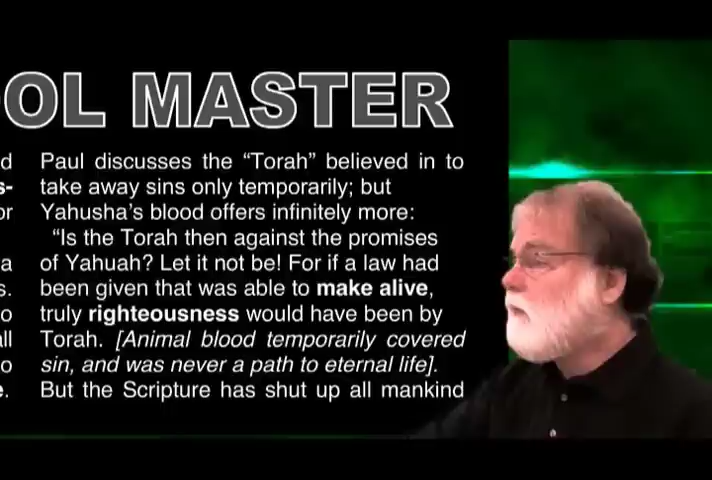 OL MASTER
d
s-
or
a
s.
o
all
o
e.
Paul discusses the “Torah” believed in to
take away sins only temporarily; but
Yahusha’s blood offers infinitely more:
“Is the Torah then against the promises
of Yahuah? Let it not be! For if a law had
been given that was able to make alive,
truly righteousness would have been by
Torah. [Animal blood temporarily covered
sin, and was never a path to eternal life].
But the Scripture has shut up all mankind